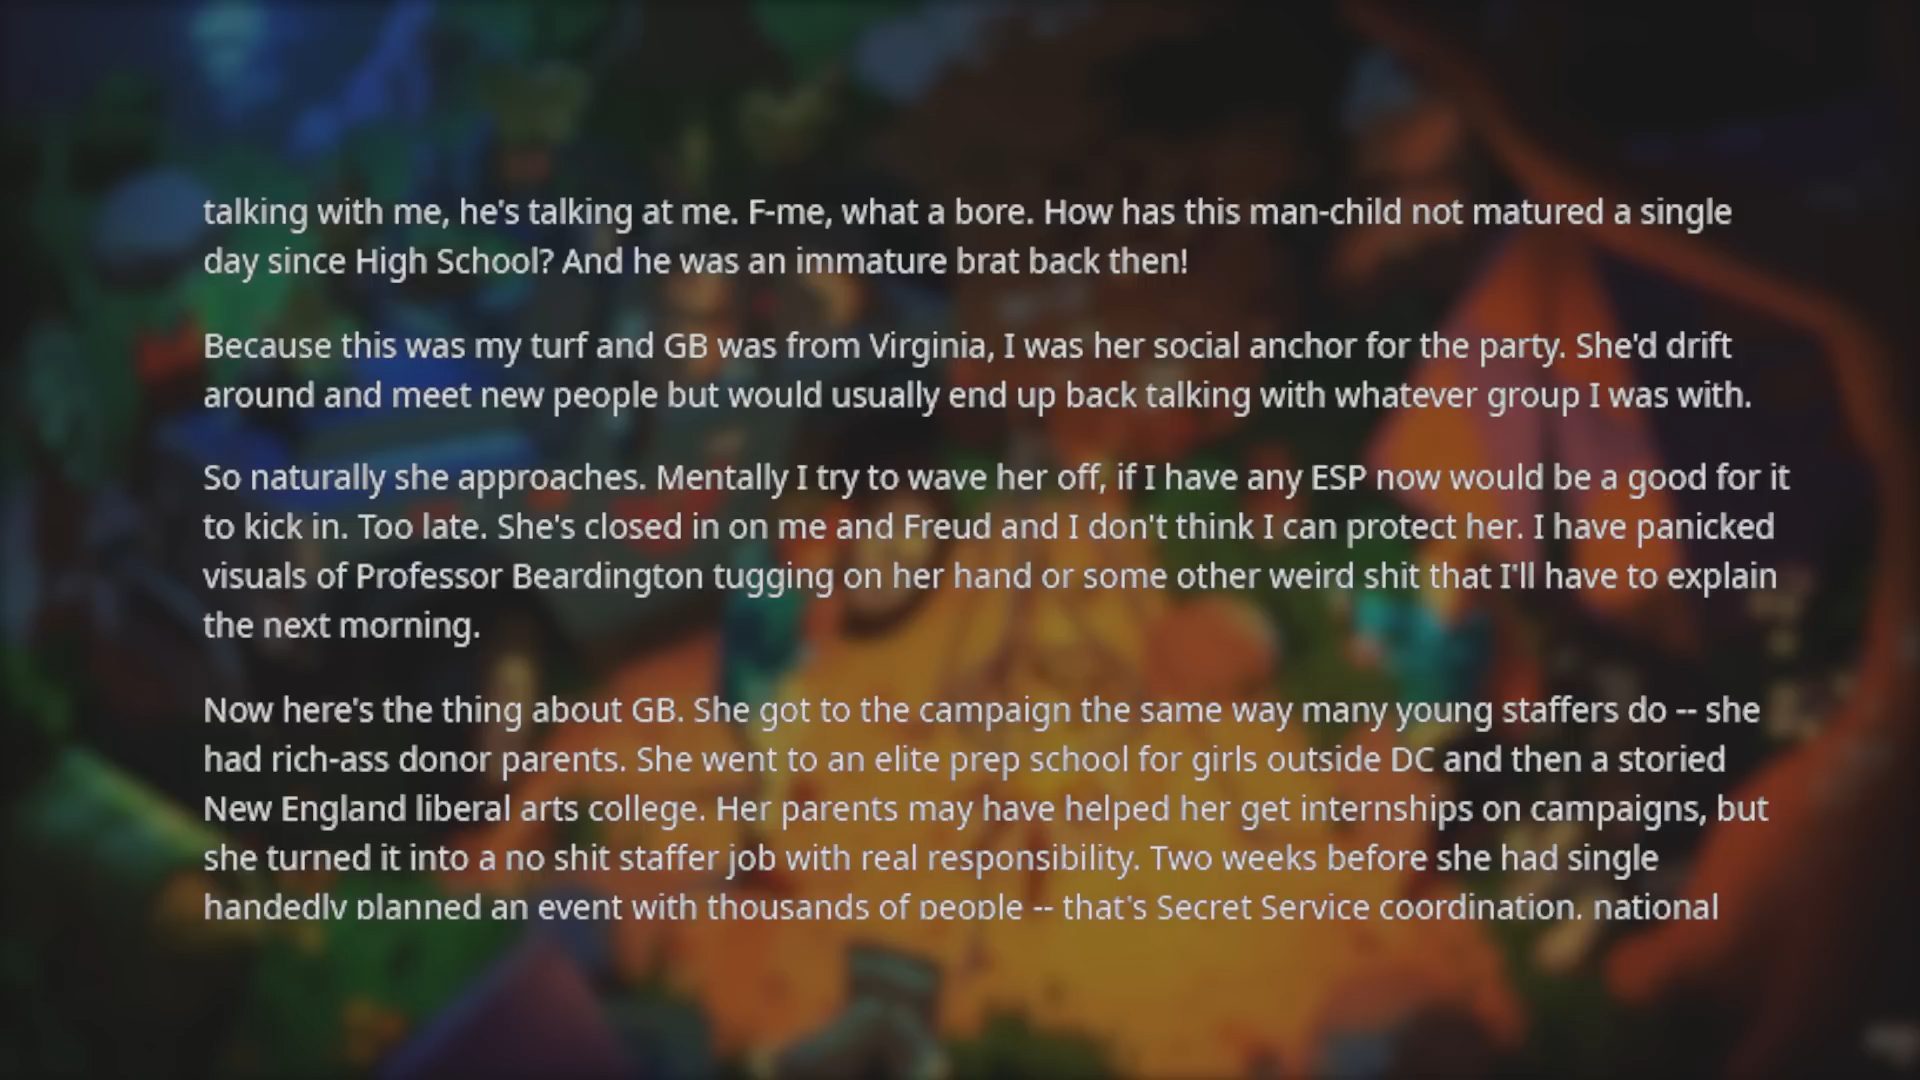 talking with me, he's talking at me. F-me, what a bore. How has this man-child not matured a single
day since High School? And he was an immature brat back then!
Because this was my turf and GB was from Virginia, I was her social anchor for the party. She'd drift
around and meet new people but would usually end up back talking with whatever group I was with.
So naturally she approaches. Mentally I try to wave her off, if I have any ESP now would be a good for it
to kick in. Too late. She's closed in on me and Freud and I don't think I can protect her. I have panicked
visuals of Professor Beardington tugging on her hand or some other weird shit that I'll have to explain
the next morning.
Now here's the thing about GB. She got to the campaign the same way many young staffers do -- she
had rich-ass donor parents. She went to an elite prep school for girls outside DC and then a storied
New England liberal arts college. Her parents may have helped her get internships on campaigns, but
she turned it into a no shit staffer job with real responsibility. Two weeks before she had single
handedly planned an event with thousands of people -- that's Secret Service coordination, national